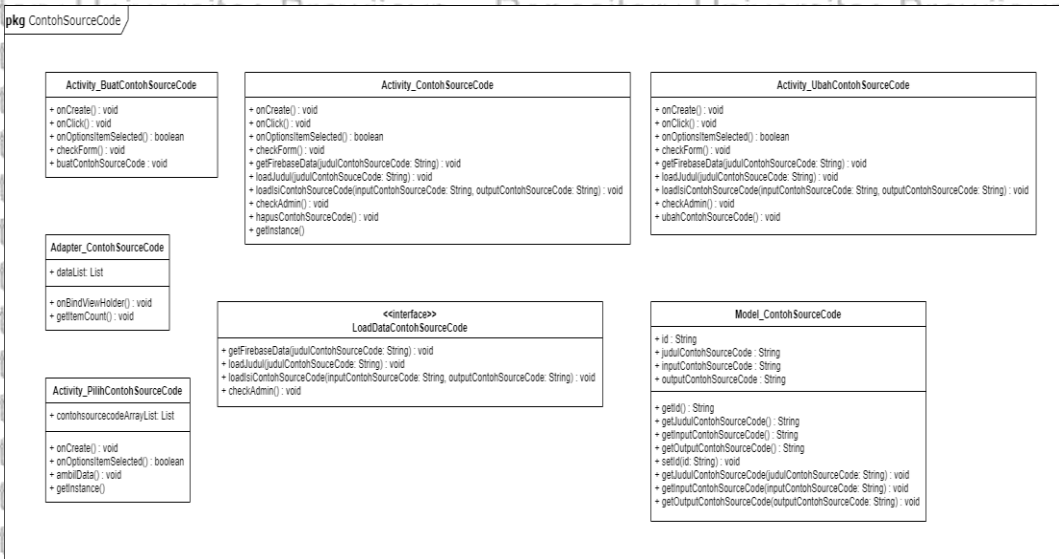 pkg ContohSourceCode
Activity_BuatContohSourceCode
+ onCreate() : void
+ onClick() : void
+ onOptionsItemSelected() : boolean
+ checkForm() : void
+ buatContohSourceCode : void
Activity_ContohSourceCode
+ onCreate() : void
+ onClick() : void
+ onOptionsItemSelected() : boolean
+ checkForm() : void
+ getFirebaseData(judulContohSourceCode: String) : void
+ loadJudul(judulContohSouceCode: String) : void
+ loadIsiContohSourceCode(inputContohSourceCode: String, outputContohSourceCode: String) : void
+ checkAdmin() : void
+ hapusContohSourceCode() : void
+ getInstance()
Activity_UbahContohSourceCode
+ onCreate() : void
+ onClick() : void
+ onOptionsItemSelected() : boolean
+ checkForm() : void
+ getFirebaseData(judulContohSourceCode: String) : void
+ loadJudul(judulContohSouceCode: String) : void
+ loadIsiContohSourceCode(inputContohSourceCode: String, outputContohSourceCode: String) : void
+ checkAdmin() : void
+ ubahContohSourceCode() : void
Adapter_ContohSourceCode
+ dataList: List
+ onBindViewHolder() : void
+ getItemCount() : void
<<interface>>
LoadDataContohSourceCode
+ getFirebaseData(judulContohSourceCode: String) : void
+ loadJudul(judulContohSouceCode: String) : void
+ loadIsiContohSourceCode(inputContohSourceCode: String, outputContohSourceCode: String) : void
+ checkAdmin() : void
Model_ContohSourceCode
+ id : String
+ judulContohSourceCode : String
+ inputContohSourceCode : String
+ outputContohSourceCode : String
+ getId() : String
+ getJudulContohSourceCode() : String
+ getInputContohSourceCode() : String
+ getOutputContohSourceCode() : String
+ setId(id: String) : void
+ getJudulContohSourceCode(judulContohSourceCode: String) : void
+ getInputContohSourceCode(inputContohSourceCode: String) : void
+ getOutputContohSourceCode(outputContohSourceCode: String) : void
Activity_PilihContohSourceCode
+ contohsourcecodeArrayList: List
+ onCreate() : void
+ onOptionsItemSelected() : boolean
+ ambilData() : void
+ getInstance()